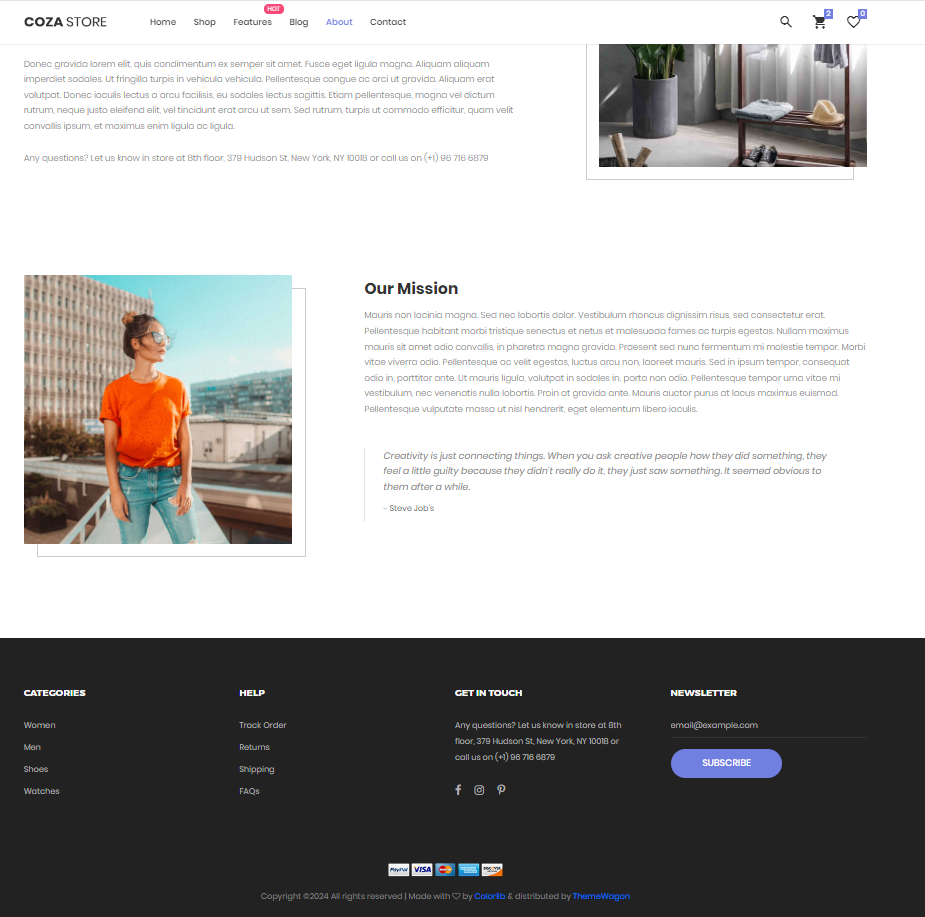 COZA STORE
Home Shop Features HOT Blog About Contact 2 0
Donec gravida lorem elit, quis condimentum ex semper sit amet. Fusce eget ligula magna. Aliquam aliquam
imperdiet sodales. Ut fringilla turpis in vehicula vehicula. Pellentesque congue ac orci ut gravida. Aliquam erat
volutpat. Donec iaculis lectus a arcu facilisis, eu sodales lectus sagittis. Etiam pellentesque, magna vel dictum
rutrum, neque justo eleifend elit, vel tincidunt erat arcu ut sem. Sed rutrum, turpis ut commodo efficitur, quam velit
convallis ipsum, et maximus enim ligula ac ligula.
Any questions? Let us know in store at 8th floor, 379 Hudson St, New York, NY 10018 or call us on (+1) 96 716 6879
Our Mission
Mauris non lacinia magna. Sed nec lobortis dolor. Vestibulum rhoncus dignissim risus, sed consectetur erat.
Pellentesque habitant morbi tristique senectus et netus et malesuada fames ac turpis egestas. Nullam maximus
mauris sit amet odio convallis, in pharetra magna gravida. Praesent sed nunc fermentum mi molestie tempor. Morbi
vitae viverra odio. Pellentesque ac velit egestas, luctus arcu non, laoreet mauris. Sed in ipsum tempor, consequat
odio in, porttitor ante. Ut mauris ligula, volutpat in sodales in, porta non odio. Pellentesque tempor urna vitae mi
vestibulum, nec venenatis nulla lobortis. Proin at gravida ante. Mauris auctor purus at lacus maximus euismod.
Pellentesque vulputate massa ut nisl hendrerit, eget elementum libero iaculis.
Creativity is just connecting things. When you ask creative people how they did something, they
feel a little guilty because they didn't really do it, they just saw something. It seemed obvious to
them after a while.
- Steve Job's
CATEGORIES
Women
Men
Shoes
Watches
HELP
Track Order
Returns
Shipping
FAQs
GET IN TOUCH
Any questions? Let us know in store at 8th
floor, 379 Hudson St, New York, NY 10018 or
call us on (+1) 96 716 6879
NEWSLETTER
email@example.com
SUBSCRIBE
PayPal VISA MasterCard DISCOVER
Copyright ©2024 All rights reserved | Made with by Colorlib & distributed by ThemeWagon